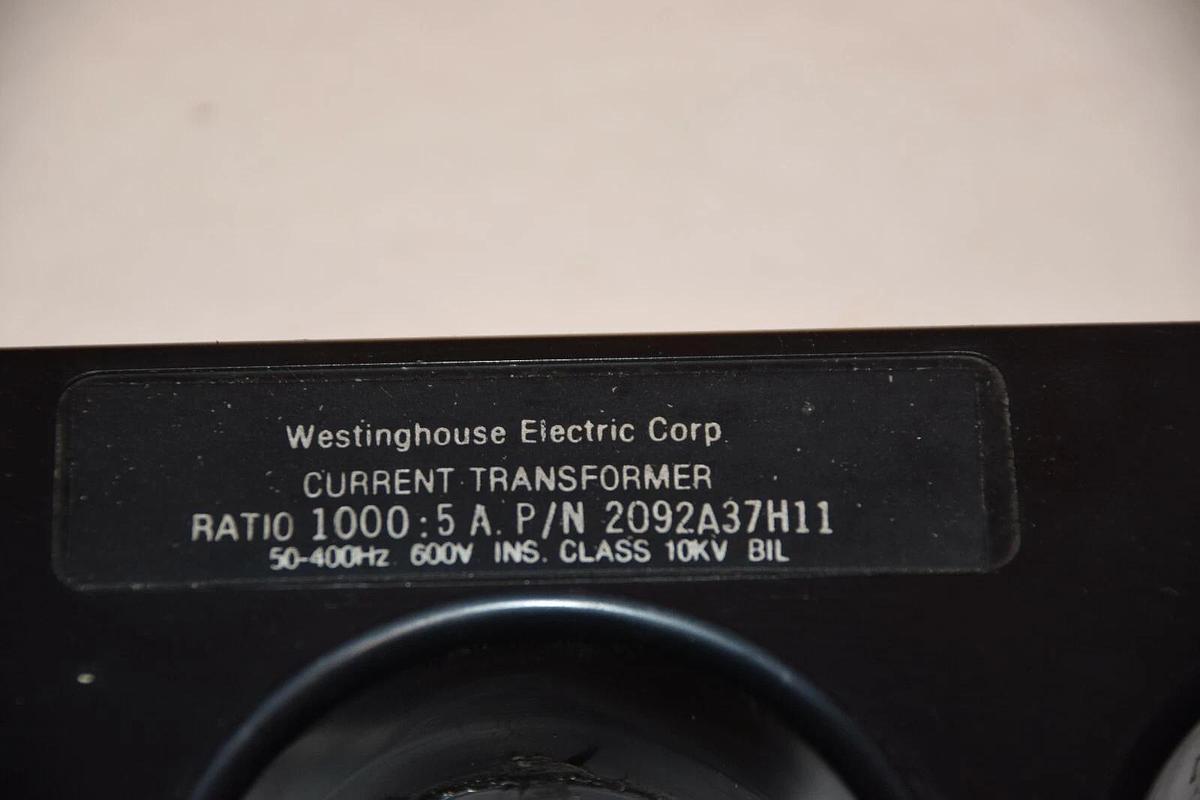 Westinghouse Electric Corp
CURRENT TRANSFORMER
RATIO 1000:5 A. P/N 2092A37H11
50-400Hz 600V INS. CLASS 10KV BIL